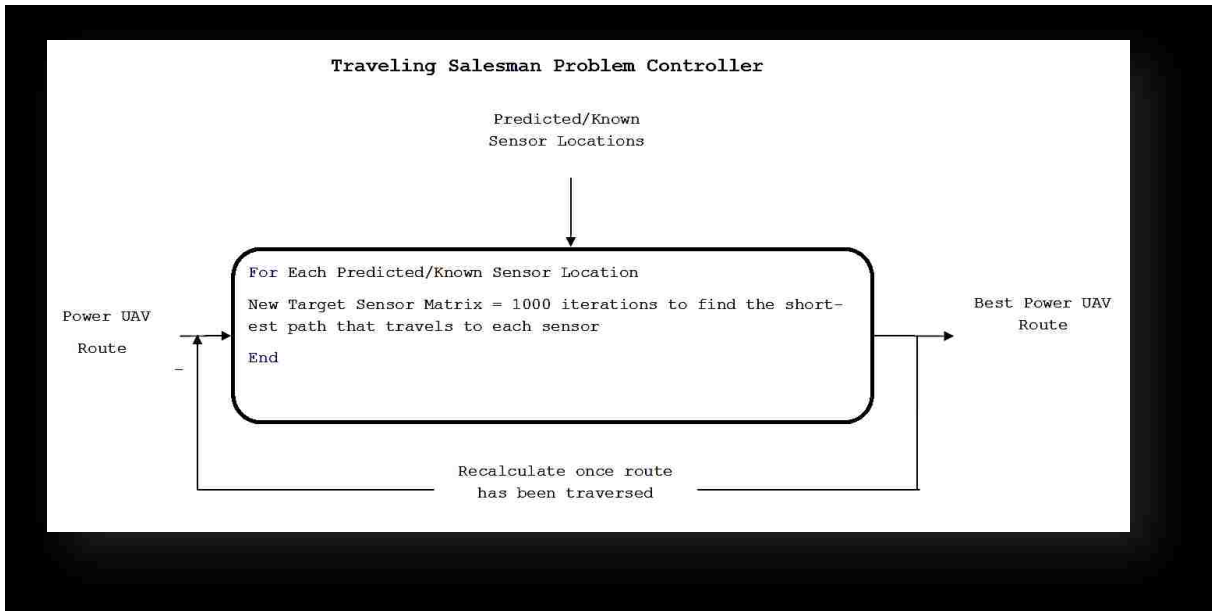 Traveling Salesman Problem Controller
Predicted/Known
Sensor Locations
For Each Predicted/Known Sensor Location
New Target Sensor Matrix = 1000 iterations to find the short-
est path that travels to each sensor
End
Power UAV
Route
–
Best Power UAV
Route
Recalculate once route
has been traversed